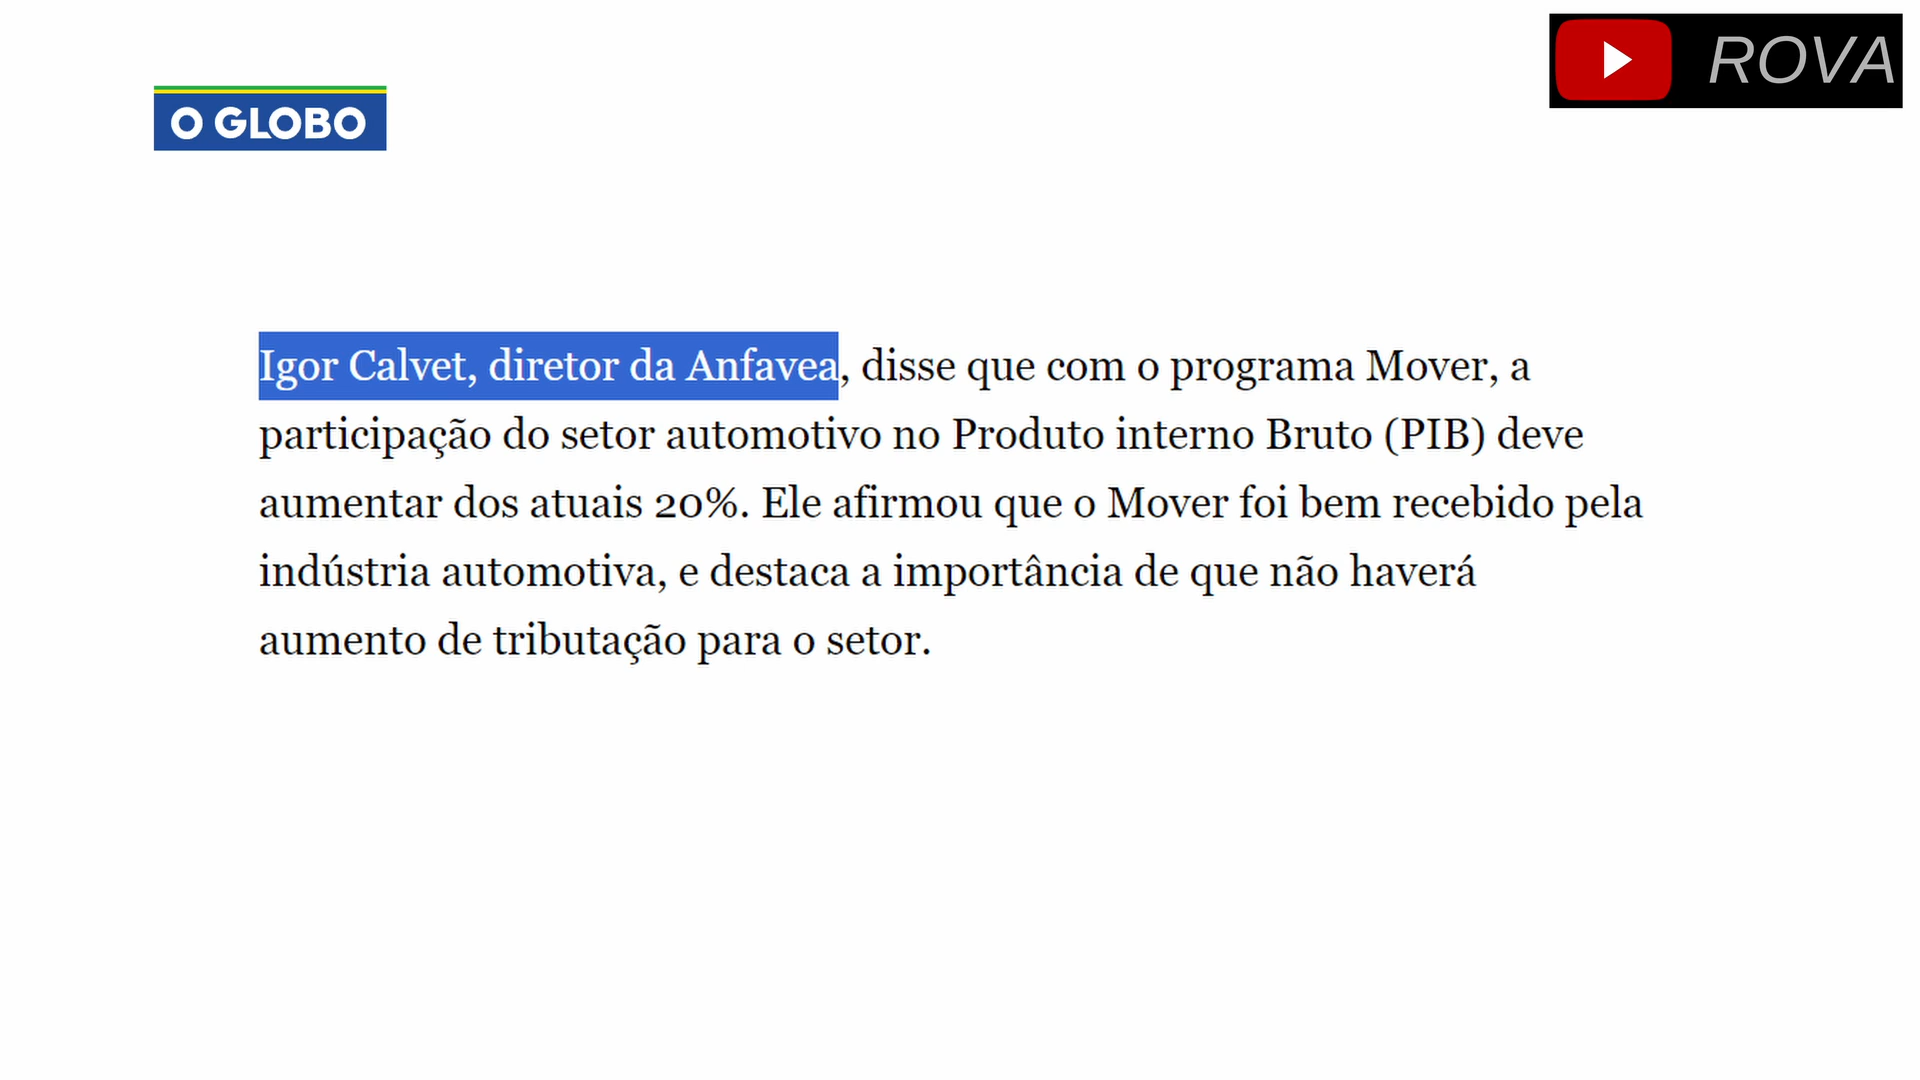 ROVA
O GLOBO
Igor Calvet, diretor da Anfavea, disse que com o programa Mover, a
participação do setor automotivo no Produto interno Bruto (PIB) deve
aumentar dos atuais 20%. Ele afirmou que o Mover foi bem recebido pela
indústria automotiva, e destaca a importância de que não haverá
aumento de tributação para o setor.